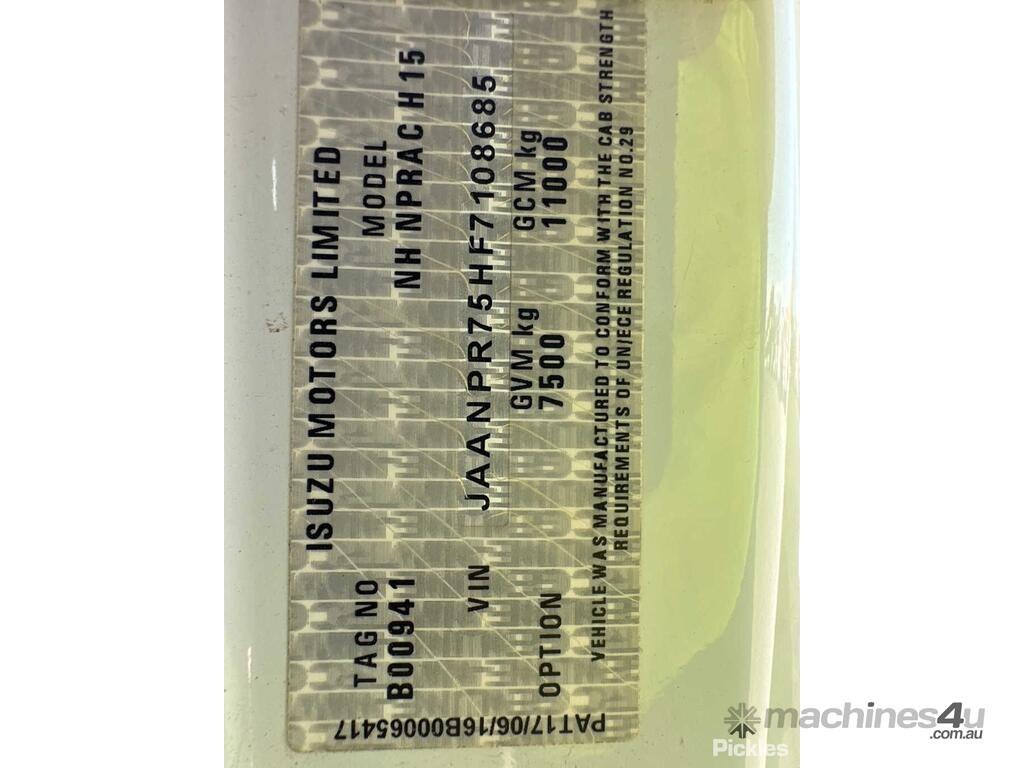 ISUZU MOTORS LIMITED
TAG NO MODEL
B00941 NH NPRAC H15
VIN JAANPR75HF7108685
OPTION GVM kg GCM kg
7500 11000
VEHICLE WAS MANUFACTURED TO CONFORM WITH THE CAB STRENGTH
REQUIREMENTS OF UN/ECE REGULATION NO.29
PAT17/06/16B00065417
machines4u
.com.au
Pickles